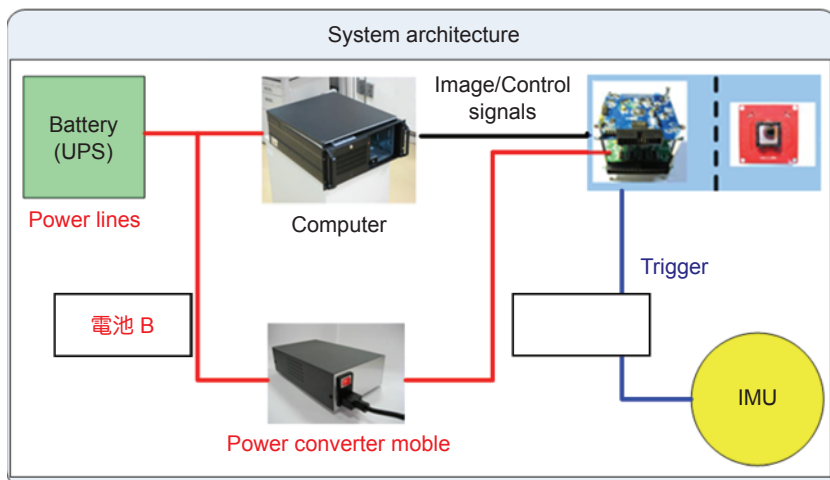 System architecture
Battery
(UPS)
Image/Control
signals
Power lines
Computer
Trigger
電池 B
IMU
Power converter moble